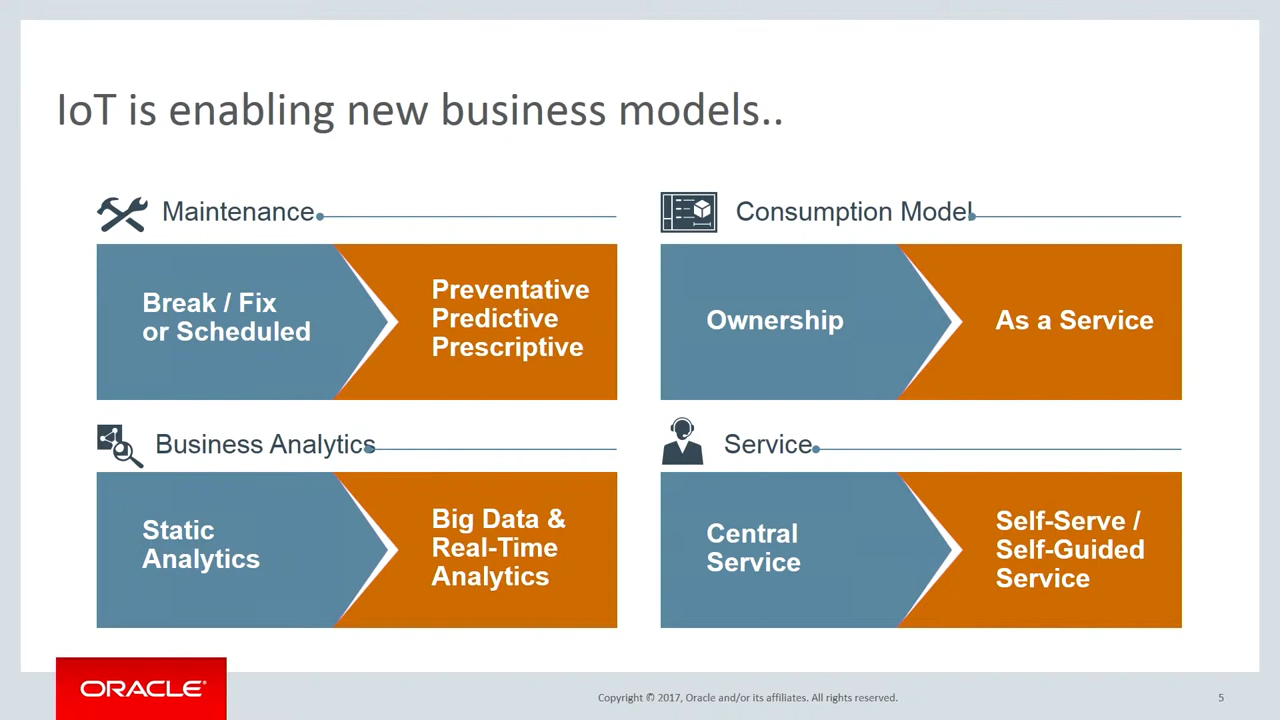 IoT is enabling new business models..
Maintenance
Break / Fix
or Scheduled
Preventative
Predictive
Prescriptive
Consumption Model
Ownership
As a Service
Business Analytics
Static
Analytics
Big Data &
Real-Time
Analytics
Service
Central
Service
Self-Serve /
Self-Guided
Service
ORACLE®
Copyright © 2017, Oracle and/or its affiliates. All rights reserved.
5